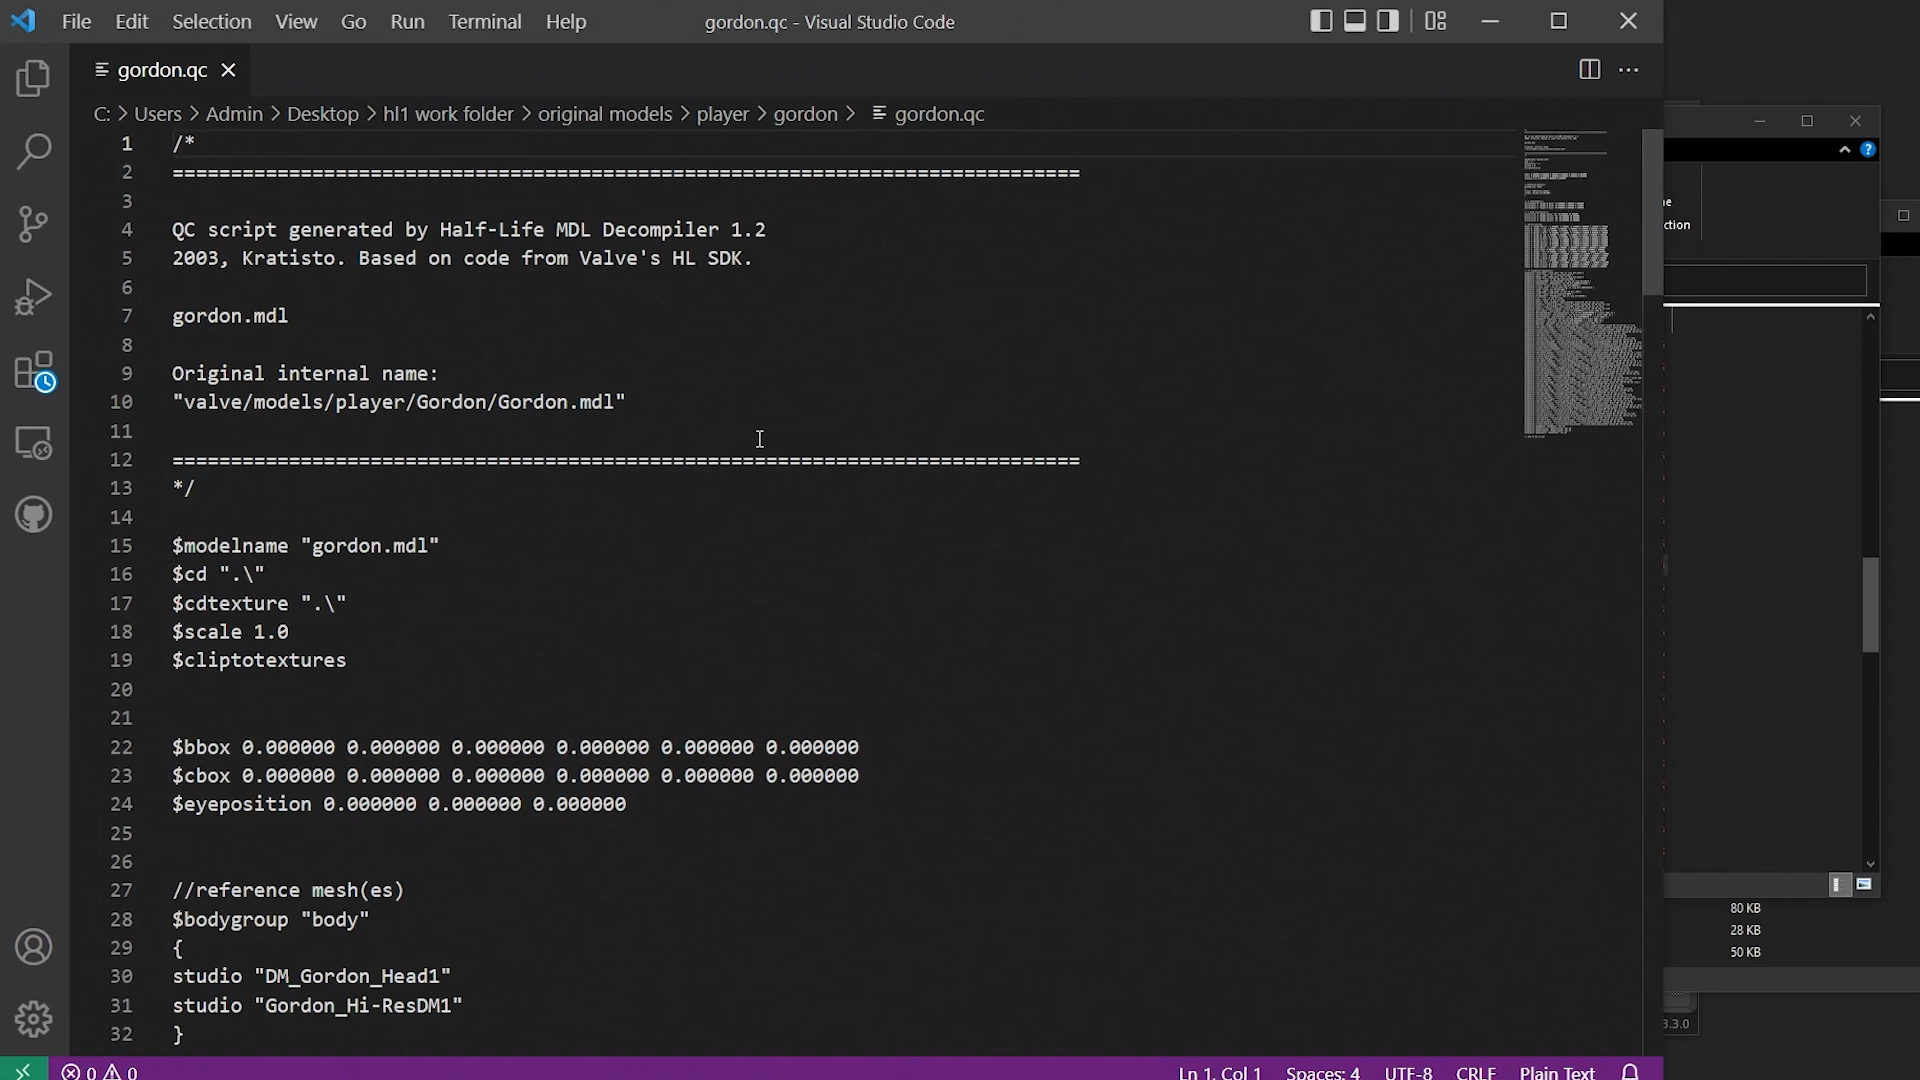 File Edit Selection View Go Run Terminal Help gordon.qc - Visual Studio Code
gordon.qc
C: > Users > Admin > Desktop > hl1 work folder > original models > player > gordon > gordon.qc
1 /*
2 ==============================================================================
3
4 QC script generated by Half-Life MDL Decompiler 1.2
5 2003, Kratisto. Based on code from Valve's HL SDK.
6
7 gordon.mdl
8
9 Original internal name:
10 "valve/models/player/Gordon/Gordon.mdl"
11
12 ==============================================================================
13 */
14
15 $modelname "gordon.mdl"
16 $cd ".\"
17 $cdtexture ".\"
18 $scale 1.0
19 $cliptotextures
20
21
22 $bbox 0.000000 0.000000 0.000000 0.000000 0.000000 0.000000
23 $cbox 0.000000 0.000000 0.000000 0.000000 0.000000 0.000000
24 $eyeposition 0.000000 0.000000 0.000000
25
26
27 //reference mesh(es)
28 $bodygroup "body"
29 {
30 studio "DM_Gordon_Head1"
31 studio "Gordon_Hi-ResDM1"
32 }
0 0 Ln 1, Col 1 Spaces: 4 UTF-8 CRLF Plain Text
ction
80 KB
28 KB
50 KB
3.3.0